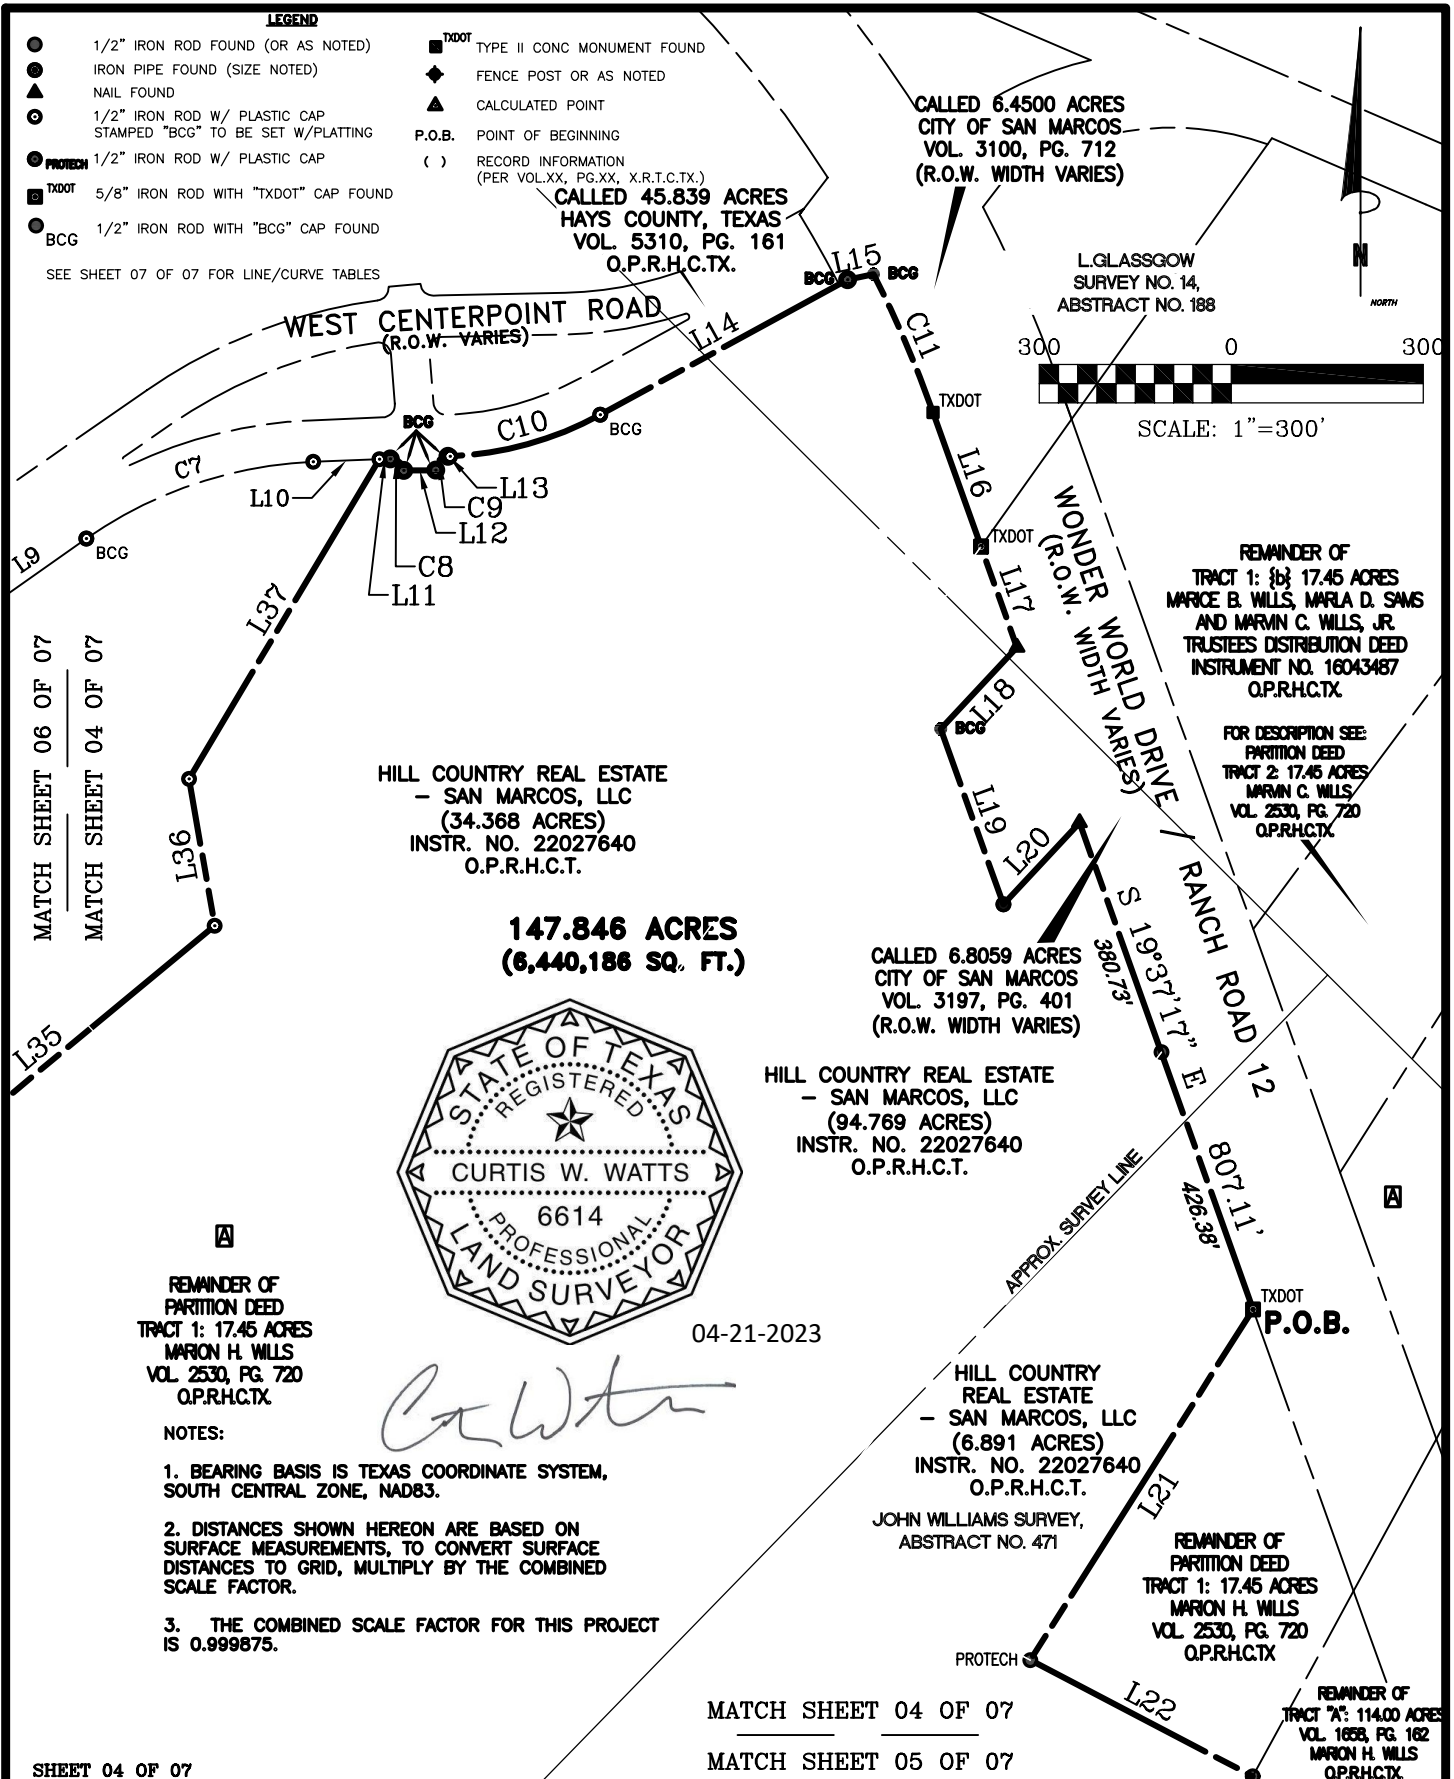 LEGEND
1/2" IRON ROD FOUND (OR AS NOTED)
IRON PIPE FOUND (SIZE NOTED)
NAIL FOUND
1/2" IRON ROD W/ PLASTIC CAP
STAMPED "BCG" TO BE SET W/PLATTING
PROTECH 1/2" IRON ROD W/ PLASTIC CAP
TXDOT 5/8" IRON ROD WITH "TXDOT" CAP FOUND
BCG 1/2" IRON ROD WITH "BCG" CAP FOUND
SEE SHEET 07 OF 07 FOR LINE/CURVE TABLES
TXDOT TYPE II CONC MONUMENT FOUND
FENCE POST OR AS NOTED
CALCULATED POINT
P.O.B. POINT OF BEGINNING
( ) RECORD INFORMATION
(PER VOL.XX, PG.XX, X.R.T.C.TX.)
CALLED 45.839 ACRES
HAYS COUNTY, TEXAS
VOL. 5310, PG. 161
O.P.R.H.C.TX.
CALLED 6.4500 ACRES
CITY OF SAN MARCOS
VOL. 3100, PG. 712
(R.O.W. WIDTH VARIES)
L.GLASSGOW
SURVEY NO. 14,
ABSTRACT NO. 188
N
NORTH
300 0 300
SCALE: 1"=300'
WEST CENTERPOINT ROAD
(R.O.W. VARIES)
L14
BCG
L15
BCG
C11
TXDOT
L16
TXDOT
L17
L18
BCG
L19
L20
C10
BCG
BCG
C7
L10
L13
C9
L12
C8
L11
L9
BCG
L37
L36
L35
MATCH SHEET 06 OF 07
MATCH SHEET 04 OF 07
WONDER WORLD DRIVE / RANCH ROAD 12
(R.O.W. WIDTH VARIES)
REMAINDER OF
TRACT 1: {b} 17.45 ACRES
MARICE B. WILLS, MARLA D. SAMS
AND MARVIN C. WILLS, JR.
TRUSTEES DISTRIBUTION DEED
INSTRUMENT NO. 16043487
O.P.R.H.C.TX.
FOR DESCRIPTION SEE:
PARTITION DEED
TRACT 2: 17.45 ACRES
MARVIN C. WILLS
VOL. 2530, PG. 720
O.P.R.H.C.TX.
HILL COUNTRY REAL ESTATE
– SAN MARCOS, LLC
(34.368 ACRES)
INSTR. NO. 22027640
O.P.R.H.C.T.
147.846 ACRES
(6,440,186 SQ. FT.)
CALLED 6.8059 ACRES
CITY OF SAN MARCOS
VOL. 3197, PG. 401
(R.O.W. WIDTH VARIES)
S 19°37'17" E 807.11'
380.73'
426.38'
HILL COUNTRY REAL ESTATE
– SAN MARCOS, LLC
(94.769 ACRES)
INSTR. NO. 22027640
O.P.R.H.C.T.
APPROX. SURVEY LINE
STATE OF TEXAS
REGISTERED
CURTIS W. WATTS
6614
PROFESSIONAL
LAND SURVEYOR
04-21-2023
A
REMAINDER OF
PARTITION DEED
TRACT 1: 17.45 ACRES
MARION H. WILLS
VOL. 2530, PG. 720
O.P.R.H.C.TX.
A
TXDOT
P.O.B.
HILL COUNTRY
REAL ESTATE
– SAN MARCOS, LLC
(6.891 ACRES)
INSTR. NO. 22027640
O.P.R.H.C.T.
JOHN WILLIAMS SURVEY,
ABSTRACT NO. 471
L21
REMAINDER OF
PARTITION DEED
TRACT 1: 17.45 ACRES
MARION H. WILLS
VOL. 2530, PG. 720
O.P.R.H.C.TX
PROTECH
L22
REMAINDER OF
TRACT "A": 114.00 ACRES
VOL. 1658, PG. 162
MARION H. WILLS
O.P.R.H.C.TX.
NOTES:
1. BEARING BASIS IS TEXAS COORDINATE SYSTEM,
SOUTH CENTRAL ZONE, NAD83.
2. DISTANCES SHOWN HEREON ARE BASED ON
SURFACE MEASUREMENTS, TO CONVERT SURFACE
DISTANCES TO GRID, MULTIPLY BY THE COMBINED
SCALE FACTOR.
3. THE COMBINED SCALE FACTOR FOR THIS PROJECT
IS 0.999875.
MATCH SHEET 04 OF 07
MATCH SHEET 05 OF 07
SHEET 04 OF 07